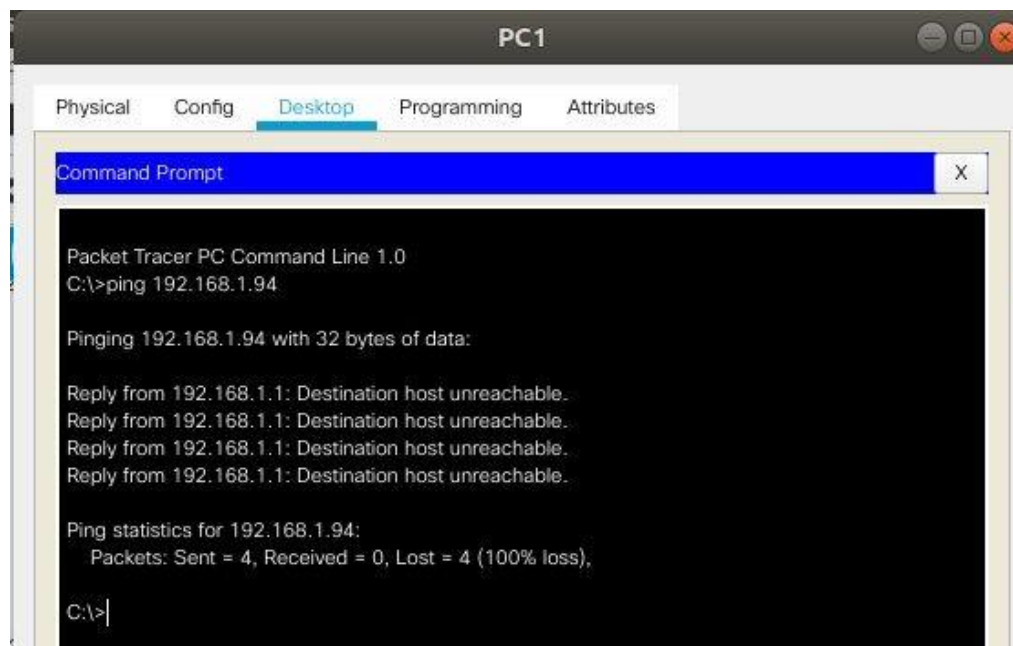 PC1
Physical Config Desktop Programming Attributes
Command Prompt X
Packet Tracer PC Command Line 1.0
C:\>ping 192.168.1.94
Pinging 192.168.1.94 with 32 bytes of data:
Reply from 192.168.1.1: Destination host unreachable.
Reply from 192.168.1.1: Destination host unreachable.
Reply from 192.168.1.1: Destination host unreachable.
Reply from 192.168.1.1: Destination host unreachable.
Ping statistics for 192.168.1.94:
Packets: Sent = 4, Received = 0, Lost = 4 (100% loss),
C:\>